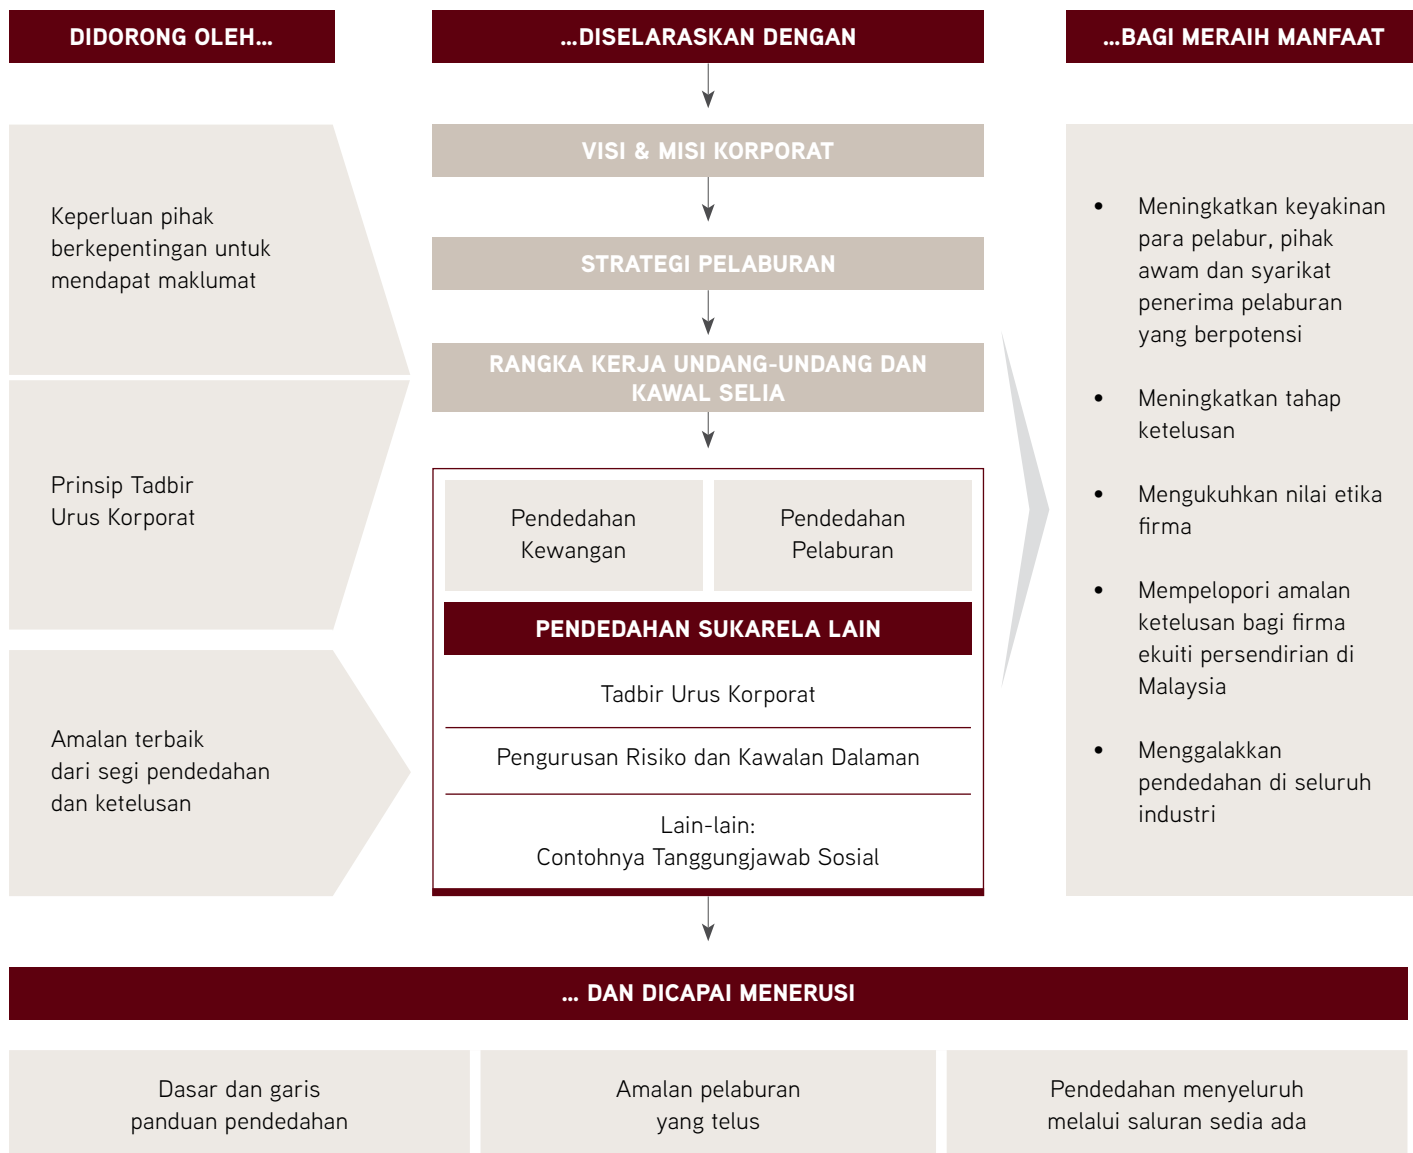 DIDORONG OLEH...
Keperluan pihak
berkepentingan untuk
mendapat maklumat
Prinsip Tadbir
Urus Korporat
Amalan terbaik
dari segi pendedahan
dan ketelusan
...DISELARASKAN DENGAN
VISI & MISI KORPORAT
STRATEGI PELABURAN
RANGKA KERJA UNDANG-UNDANG DAN
KAWAL SELIA
Pendedahan
Kewangan
Pendedahan
Pelaburan
PENDEDAHAN SUKARELA LAIN
Tadbir Urus Korporat
Pengurusan Risiko dan Kawalan Dalaman
Lain-lain:
Contohnya Tanggungjawab Sosial
...BAGI MERAIH MANFAAT
• Meningkatkan keyakinan
para pelabur, pihak
awam dan syarikat
penerima pelaburan
yang berpotensi
• Meningkatkan tahap
ketelusan
• Mengukuhkan nilai etika
firma
• Mempelopori amalan
ketelusan bagi firma
ekuiti persendirian di
Malaysia
• Menggalakkan
pendedahan di seluruh
industri
... DAN DICAPAI MENERUSI
Dasar dan garis
panduan pendedahan
Amalan pelaburan
yang telus
Pendedahan menyeluruh
melalui saluran sedia ada